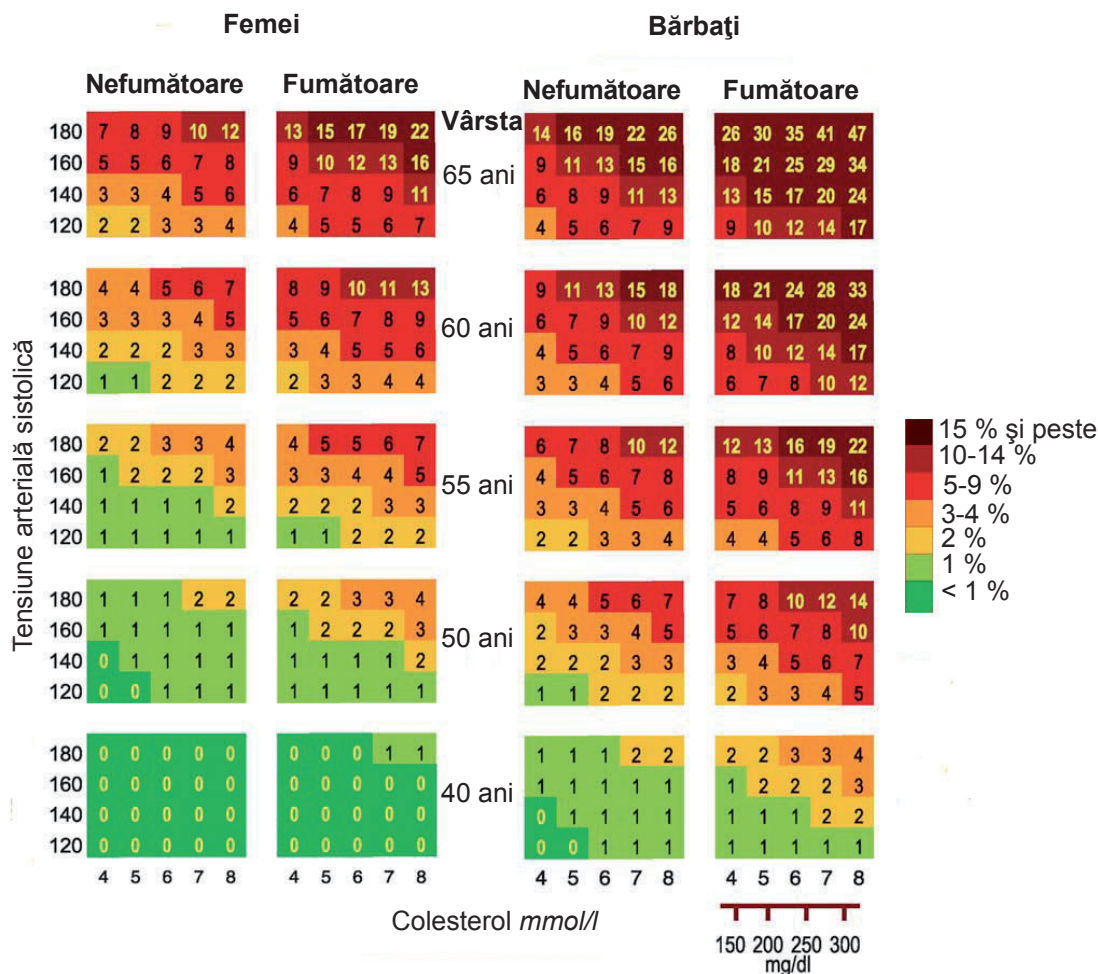 Femei Bărbaţi
Nefumătoare Fumătoare Nefumătoare Fumătoare
Vârsta
180 7 8 9 10 12 13 15 17 19 22 14 16 19 22 26 26 30 35 41 47
160 5 5 6 7 8 9 10 12 13 16 9 11 13 15 16 18 21 25 29 34
65 ani
140 3 3 4 5 6 6 7 8 9 11 6 8 9 11 13 13 15 17 20 24
120 2 2 3 3 4 4 5 5 6 7 4 5 6 7 9 9 10 12 14 17
180 4 4 5 6 7 8 9 10 11 13 9 11 13 15 18 18 21 24 28 33
160 3 3 3 4 5 5 6 7 8 9 6 7 9 10 12 12 14 17 20 24
60 ani
140 2 2 2 3 3 3 4 5 5 6 4 5 6 7 9 8 10 12 14 17
120 1 1 2 2 2 2 3 3 4 4 3 3 4 5 6 6 7 8 10 12
180 2 2 3 3 4 4 5 5 6 7 6 7 8 10 12 12 13 16 19 22
160 1 2 2 2 3 3 3 4 4 5 4 5 6 7 8 8 9 11 13 16
55 ani
140 1 1 1 1 2 2 2 2 3 3 3 3 4 5 6 5 6 8 9 11
120 1 1 1 1 1 1 1 2 2 2 2 2 3 3 4 4 4 5 6 8
180 1 1 1 2 2 2 2 3 3 4 4 4 5 6 7 7 8 10 12 14
160 1 1 1 1 1 1 2 2 2 3 2 3 3 4 5 5 6 7 8 10
50 ani
140 0 1 1 1 1 1 1 1 1 2 2 2 2 3 3 3 4 5 6 7
120 0 0 1 1 1 1 1 1 1 1 1 1 2 2 2 2 3 3 4 5
180 0 0 0 0 0 0 0 0 1 1 1 1 1 2 2 2 2 3 3 4
160 0 0 0 0 0 0 0 0 0 0 1 1 1 1 1 1 2 2 2 3
40 ani
140 0 0 0 0 0 0 0 0 0 0 0 1 1 1 1 1 1 1 2 2
120 0 0 0 0 0 0 0 0 0 0 0 0 1 1 1 1 1 1 1 1
4 5 6 7 8 4 5 6 7 8 4 5 6 7 8 4 5 6 7 8
Tensiune arterială sistolică
Colesterol mmol/l
150 200 250 300
mg/dl
15 % şi peste
10-14 %
5-9 %
3-4 %
2 %
1 %
< 1 %